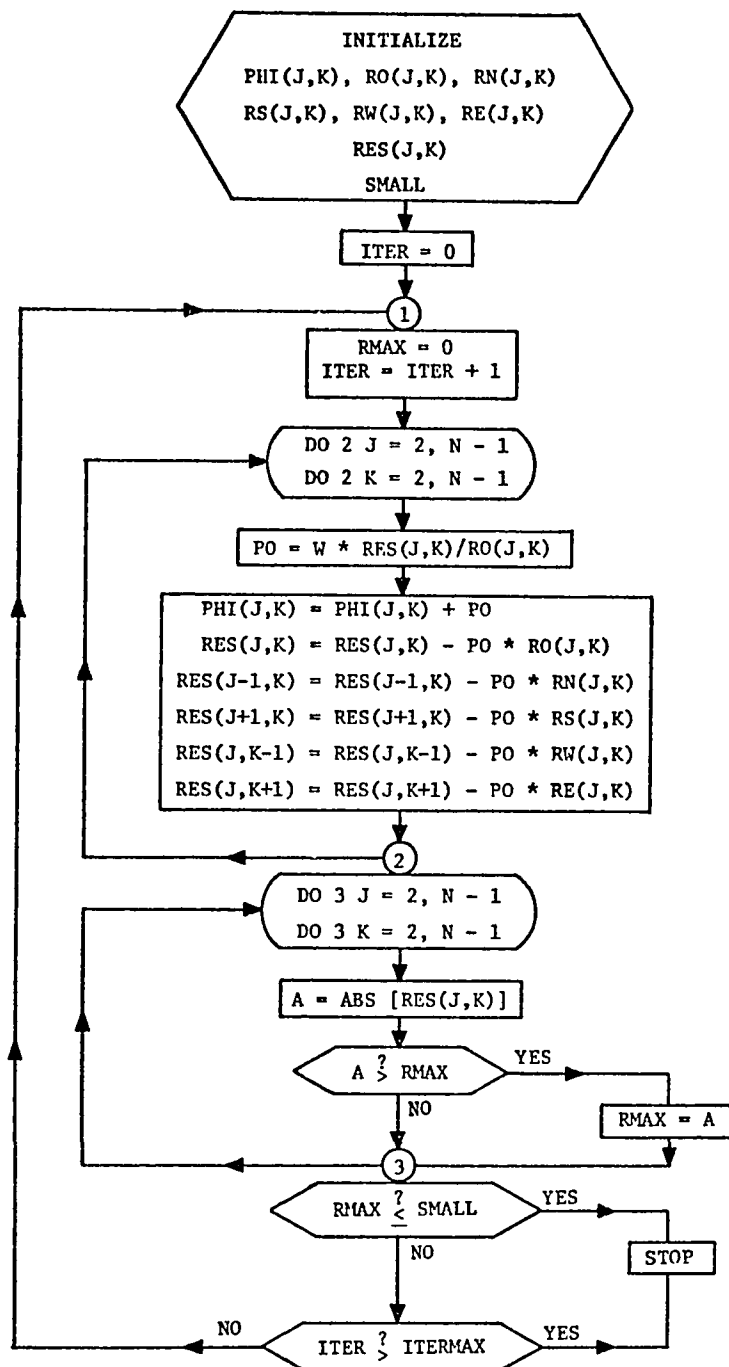 INITIALIZE
PHI(J,K), RO(J,K), RN(J,K)
RS(J,K), RW(J,K), RE(J,K)
RES(J,K)
SMALL
ITER = 0
1
RMAX = 0
ITER = ITER + 1
DO 2 J = 2, N - 1
DO 2 K = 2, N - 1
PO = W * RES(J,K)/RO(J,K)
PHI(J,K) = PHI(J,K) + PO
RES(J,K) = RES(J,K) - PO * RO(J,K)
RES(J-1,K) = RES(J-1,K) - PO * RN(J,K)
RES(J+1,K) = RES(J+1,K) - PO * RS(J,K)
RES(J,K-1) = RES(J,K-1) - PO * RW(J,K)
RES(J,K+1) = RES(J,K+1) - PO * RE(J,K)
2
DO 3 J = 2, N - 1
DO 3 K = 2, N - 1
A = ABS [RES(J,K)]
A >? RMAX
YES
NO
RMAX = A
3
RMAX ≤? SMALL
YES
NO
STOP
NO
ITER >? ITERMAX
YES